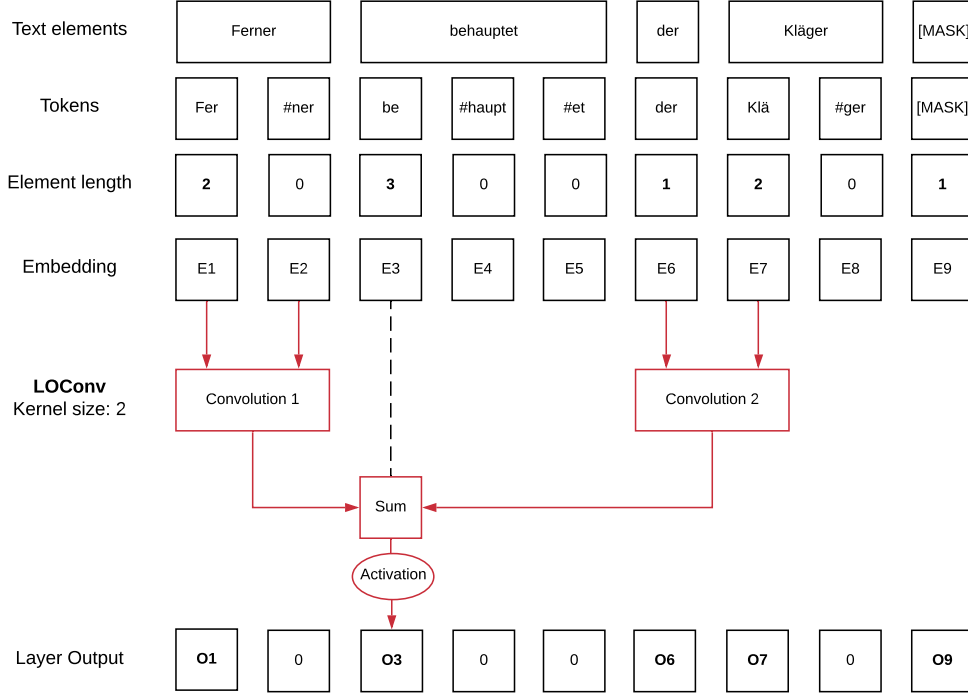 Text elements Ferner behauptet der Kläger [MASK]
Tokens Fer #ner be #haupt #et der Klä #ger [MASK]
Element length 2 0 3 0 0 1 2 0 1
Embedding E1 E2 E3 E4 E5 E6 E7 E8 E9
LOConv
Kernel size: 2
Convolution 1 Convolution 2
Sum
Activation
Layer Output O1 0 O3 0 0 O6 O7 0 O9